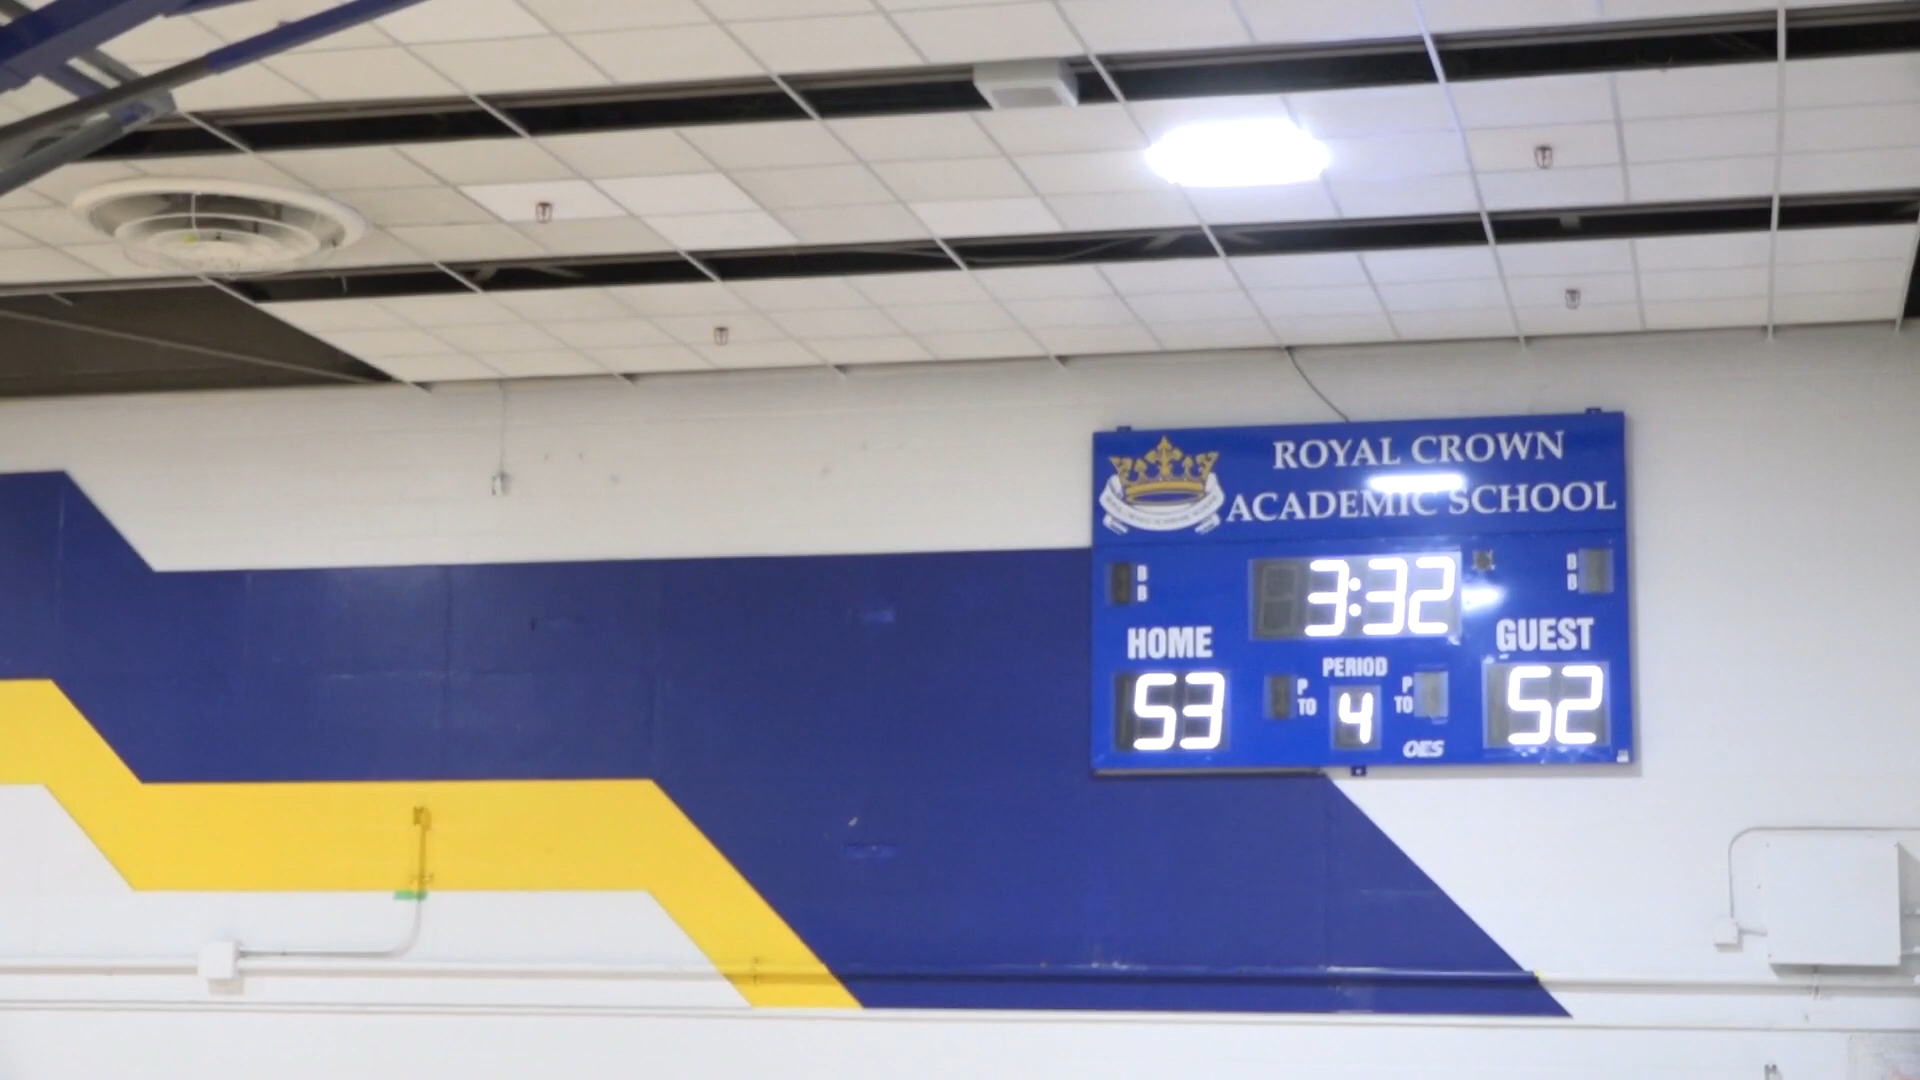 ROYAL CROWN
ACADEMIC SCHOOL
B
B
3:32
B
B
HOME
GUEST
PERIOD
53
P
TO
4
P
TO
52
OES